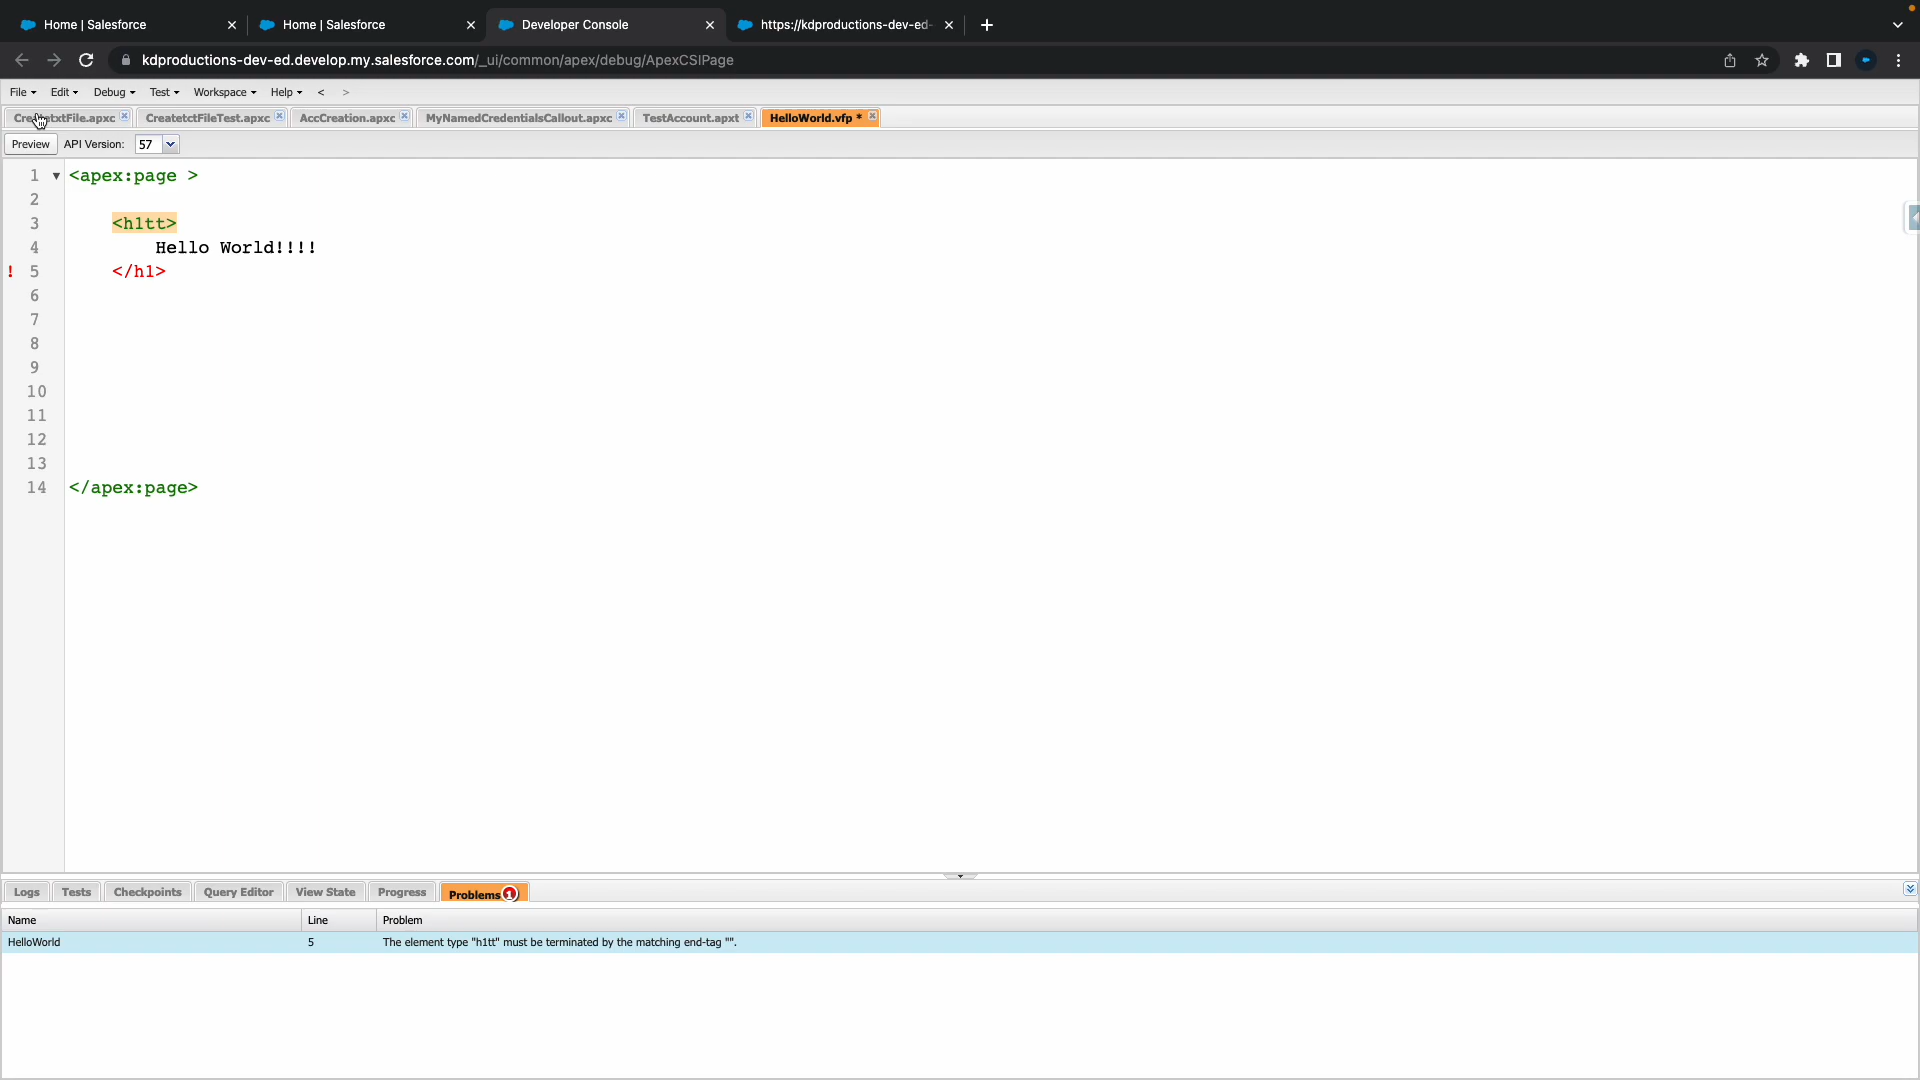 Home | Salesforce
Home | Salesforce
Developer Console
https://kdproductions-dev-ed-
kdproductions-dev-ed.develop.my.salesforce.com/_ui/common/apex/debug/ApexCSIPage
File Edit Debug Test Workspace Help < >
CreatetxtFile.apxc CreatetctFileTest.apxc AccCreation.apxc MyNamedCredentialsCallout.apxc TestAccount.apxt HelloWorld.vfp *
Preview API Version: 57
1 <apex:page >
2
3 <h1tt>
4 Hello World!!!!
! 5 </h1>
6
7
8
9
10
11
12
13
14 </apex:page>
Logs Tests Checkpoints Query Editor View State Progress Problems 1
Name Line Problem
HelloWorld 5 The element type "h1tt" must be terminated by the matching end-tag "".